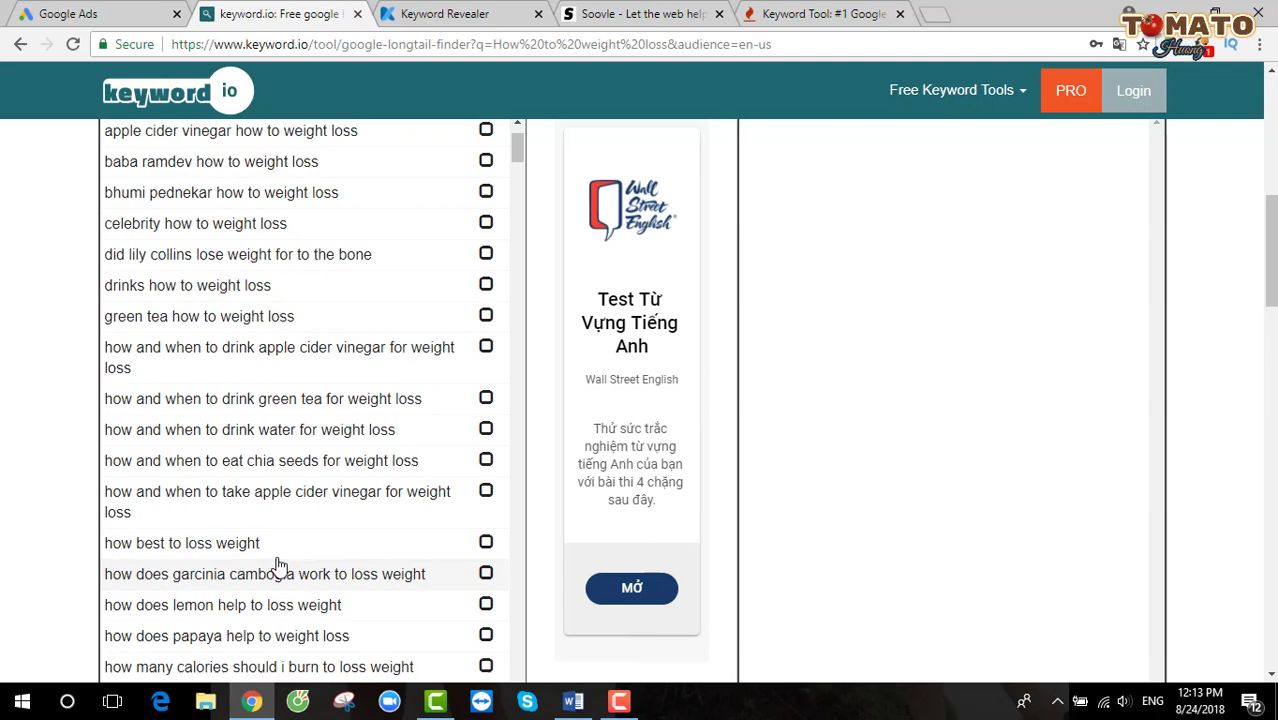 Google Ads
keyword.io: Free google
Keyword Revealer
Soovle - Let the web help
Keyword Tool: #1 Google
TOMATO
Huong
Secure
https://www.keyword.io/tool/google-longtail-finder?q=How%20to%20weight%20loss&audience=en-us
IQ
1
keyword io
Free Keyword Tools
PRO
Login
apple cider vinegar how to weight loss
baba ramdev how to weight loss
bhumi pednekar how to weight loss
celebrity how to weight loss
did lily collins lose weight for to the bone
drinks how to weight loss
green tea how to weight loss
how and when to drink apple cider vinegar for weight
loss
how and when to drink green tea for weight loss
how and when to drink water for weight loss
how and when to eat chia seeds for weight loss
how and when to take apple cider vinegar for weight
loss
how best to loss weight
how does garcinia cambogia work to loss weight
how does lemon help to loss weight
how does papaya help to weight loss
how many calories should i burn to loss weight
Wall
Street
English
Test Từ
Vựng Tiếng
Anh
Wall Street English
Thử sức trắc
nghiệm từ vựng
tiếng Anh của bạn
với bài thi 4 chặng
sau đây.
MỞ
ENG
12:13 PM
8/24/2018
12